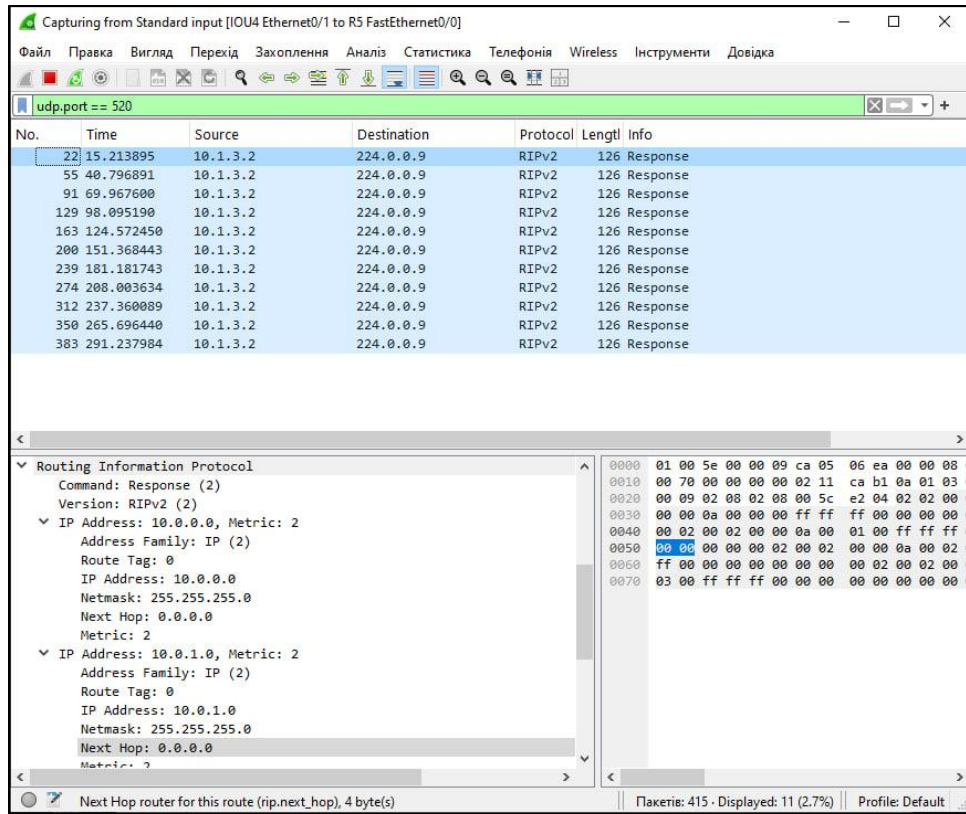 Capturing from Standard input [IOU4 Ethernet0/1 to R5 FastEthernet0/0]
Файл Правка Вигляд Перехід Захоплення Аналіз Статистика Телефонія Wireless Інструменти Довідка
udp.port == 520
No. Time Source Destination Protocol Lengtl Info
22 15.213895 10.1.3.2 224.0.0.9 RIPv2 126 Response
55 40.796891 10.1.3.2 224.0.0.9 RIPv2 126 Response
91 69.967600 10.1.3.2 224.0.0.9 RIPv2 126 Response
129 98.095190 10.1.3.2 224.0.0.9 RIPv2 126 Response
163 124.572450 10.1.3.2 224.0.0.9 RIPv2 126 Response
200 151.368443 10.1.3.2 224.0.0.9 RIPv2 126 Response
239 181.181743 10.1.3.2 224.0.0.9 RIPv2 126 Response
274 208.003634 10.1.3.2 224.0.0.9 RIPv2 126 Response
312 237.360089 10.1.3.2 224.0.0.9 RIPv2 126 Response
350 265.696440 10.1.3.2 224.0.0.9 RIPv2 126 Response
383 291.237984 10.1.3.2 224.0.0.9 RIPv2 126 Response
Routing Information Protocol
Command: Response (2)
Version: RIPv2 (2)
IP Address: 10.0.0.0, Metric: 2
Address Family: IP (2)
Route Tag: 0
IP Address: 10.0.0.0
Netmask: 255.255.255.0
Next Hop: 0.0.0.0
Metric: 2
IP Address: 10.0.1.0, Metric: 2
Address Family: IP (2)
Route Tag: 0
IP Address: 10.0.1.0
Netmask: 255.255.255.0
Next Hop: 0.0.0.0
Metric: 2
0000 01 00 5e 00 00 09 ca 05 06 ea 00 00 08
0010 00 70 00 00 00 00 02 11 ca b1 0a 01 03
0020 00 09 02 08 02 08 00 5c e2 04 02 02 00
0030 00 00 0a 00 00 00 ff ff ff 00 00 00 00
0040 00 02 00 02 00 00 0a 00 01 00 ff ff ff
0050 00 00 00 00 00 02 00 02 00 00 0a 00 02
0060 ff 00 00 00 00 00 00 00 02 00 02 00
0070 03 00 ff ff ff 00 00 00 00 00 00 00 00
Next Hop router for this route (rip.next_hop), 4 byte(s)
Пакетів: 415 · Displayed: 11 (2.7%)
Profile: Default